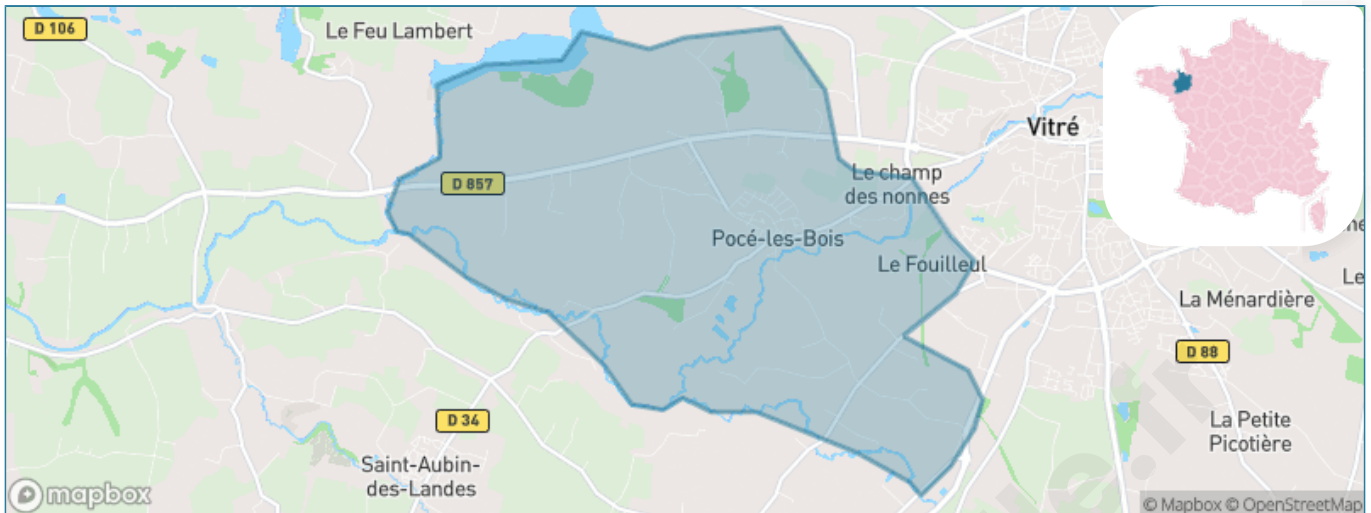 D 106
Le Feu Lambert
Vitré
Le champ
des nonnes
D 857
Pocé-les-Bois
Le Fouilleul
La Ménardière
D 88
D 34
La Petite
Picotière
Saint-Aubin-
des-Landes
mapbox
© Mapbox © OpenStreetMap